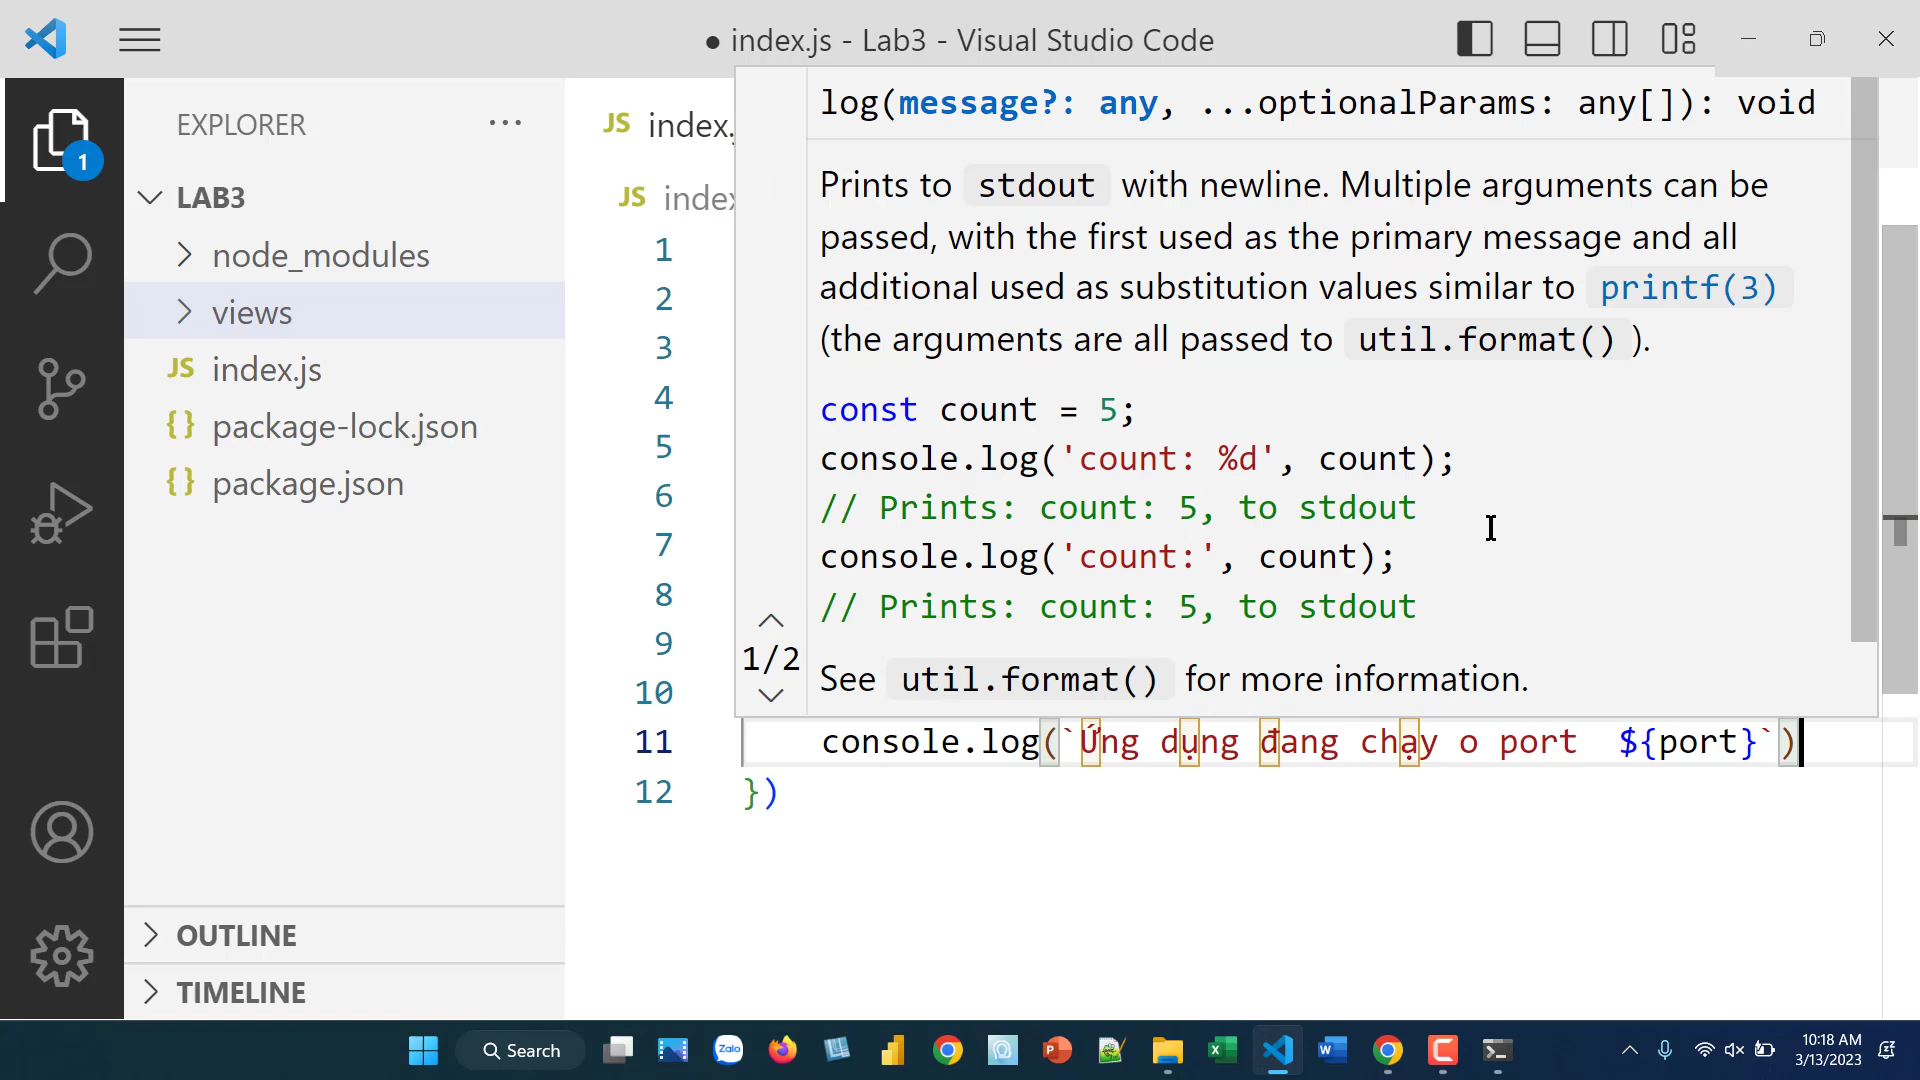 ● index.js - Lab3 - Visual Studio Code
EXPLORER
1
LAB3
node_modules
views
JS index.js
{} package-lock.json
{} package.json
OUTLINE
TIMELINE
JS index.
JS index
log(message?: any, ...optionalParams: any[]): void
Prints to stdout with newline. Multiple arguments can be
passed, with the first used as the primary message and all
additional used as substitution values similar to printf(3)
(the arguments are all passed to util.format() ).
const count = 5;
console.log('count: %d', count);
// Prints: count: 5, to stdout
console.log('count:', count);
// Prints: count: 5, to stdout
1/2
See util.format() for more information.
1
2
3
4
5
6
7
8
9
10
11 console.log(`Ứng dụng đang chạy o port  ${port}`)
12 })
Search
Zalo
10:18 AM
3/13/2023